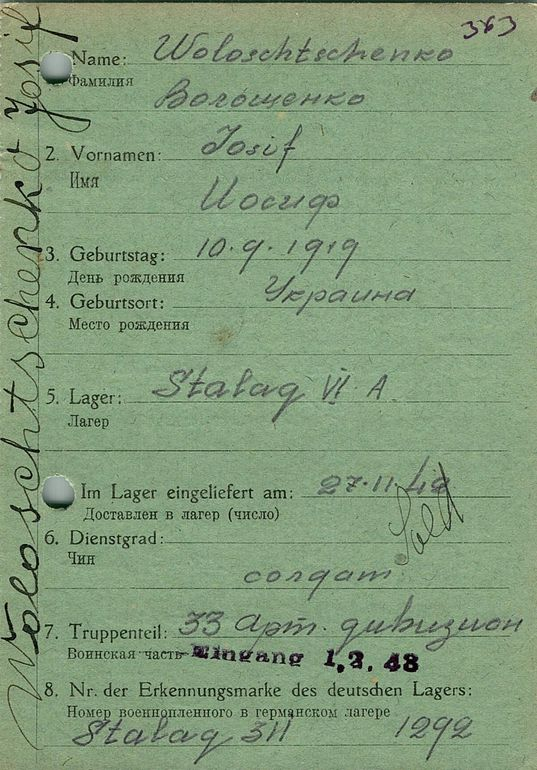 363
Name: Woloschtschenko
Фамилия
Волощенко
2. Vornamen: Iosif
Имя
Иосиф
3. Geburtstag: 10.9.1919
День рождения
4. Geburtsort: Украина
Место рождения
5. Lager: Stalag VI A
Лагерь
Im Lager eingeliefert am: 27.11.42
Доставлен в лагерь (число)
Sold
6. Dienstgrad:
Чин
солдат
7. Truppenteil: 33 Арт. дивизион
Воинская часть Eingang 1.2.48
8. Nr. der Erkennungsmarke des deutschen Lagers:
Номер военнопленного в германском лагере
Stalag 311 1292
Woloschtschenko Josif